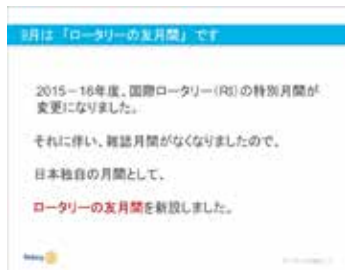 9月は「ロータリーの友月間」です
2015-16年度、国際ロータリー(RI)の特別月間が
変更になりました。
それに伴い、雑誌月間がなくなりましたので、
日本独自の月間として、
ロータリーの友月間を新設しました。
Rotary